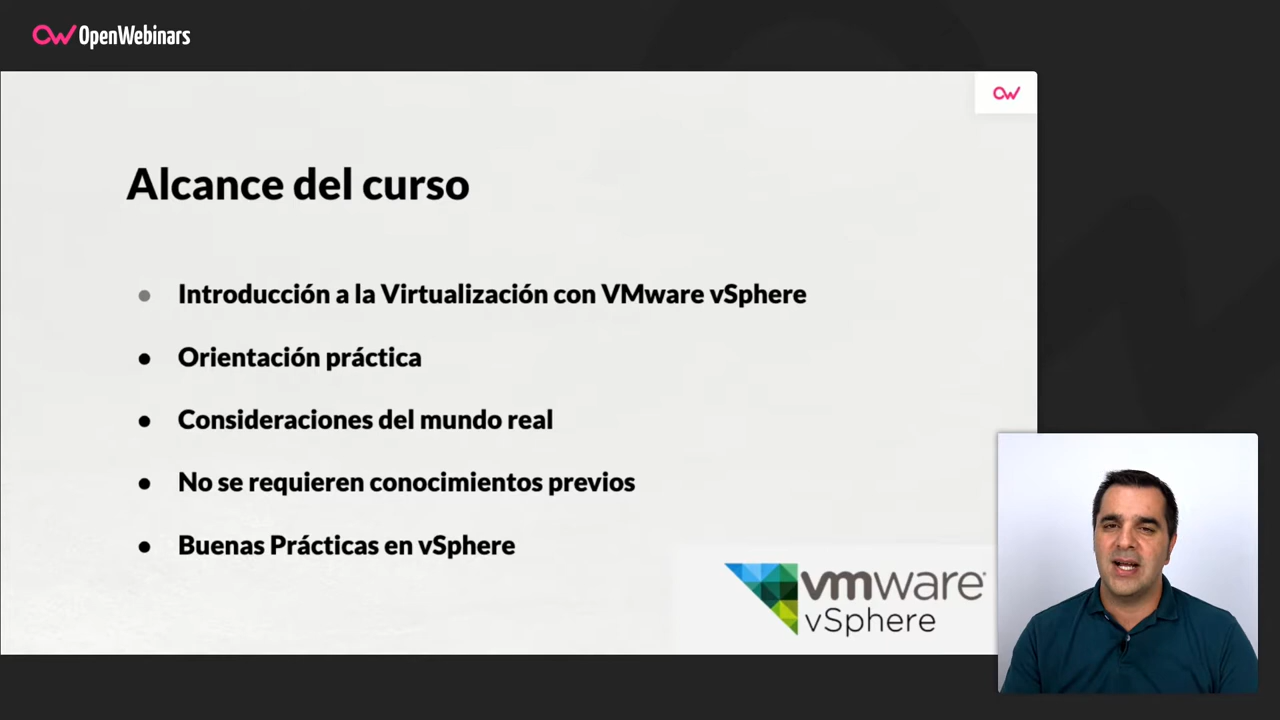 OpenWebinars
Alcance del curso
Introducción a la Virtualización con VMware vSphere
Orientación práctica
Consideraciones del mundo real
No se requieren conocimientos previos
Buenas Prácticas en vSphere
vmware
vSphere